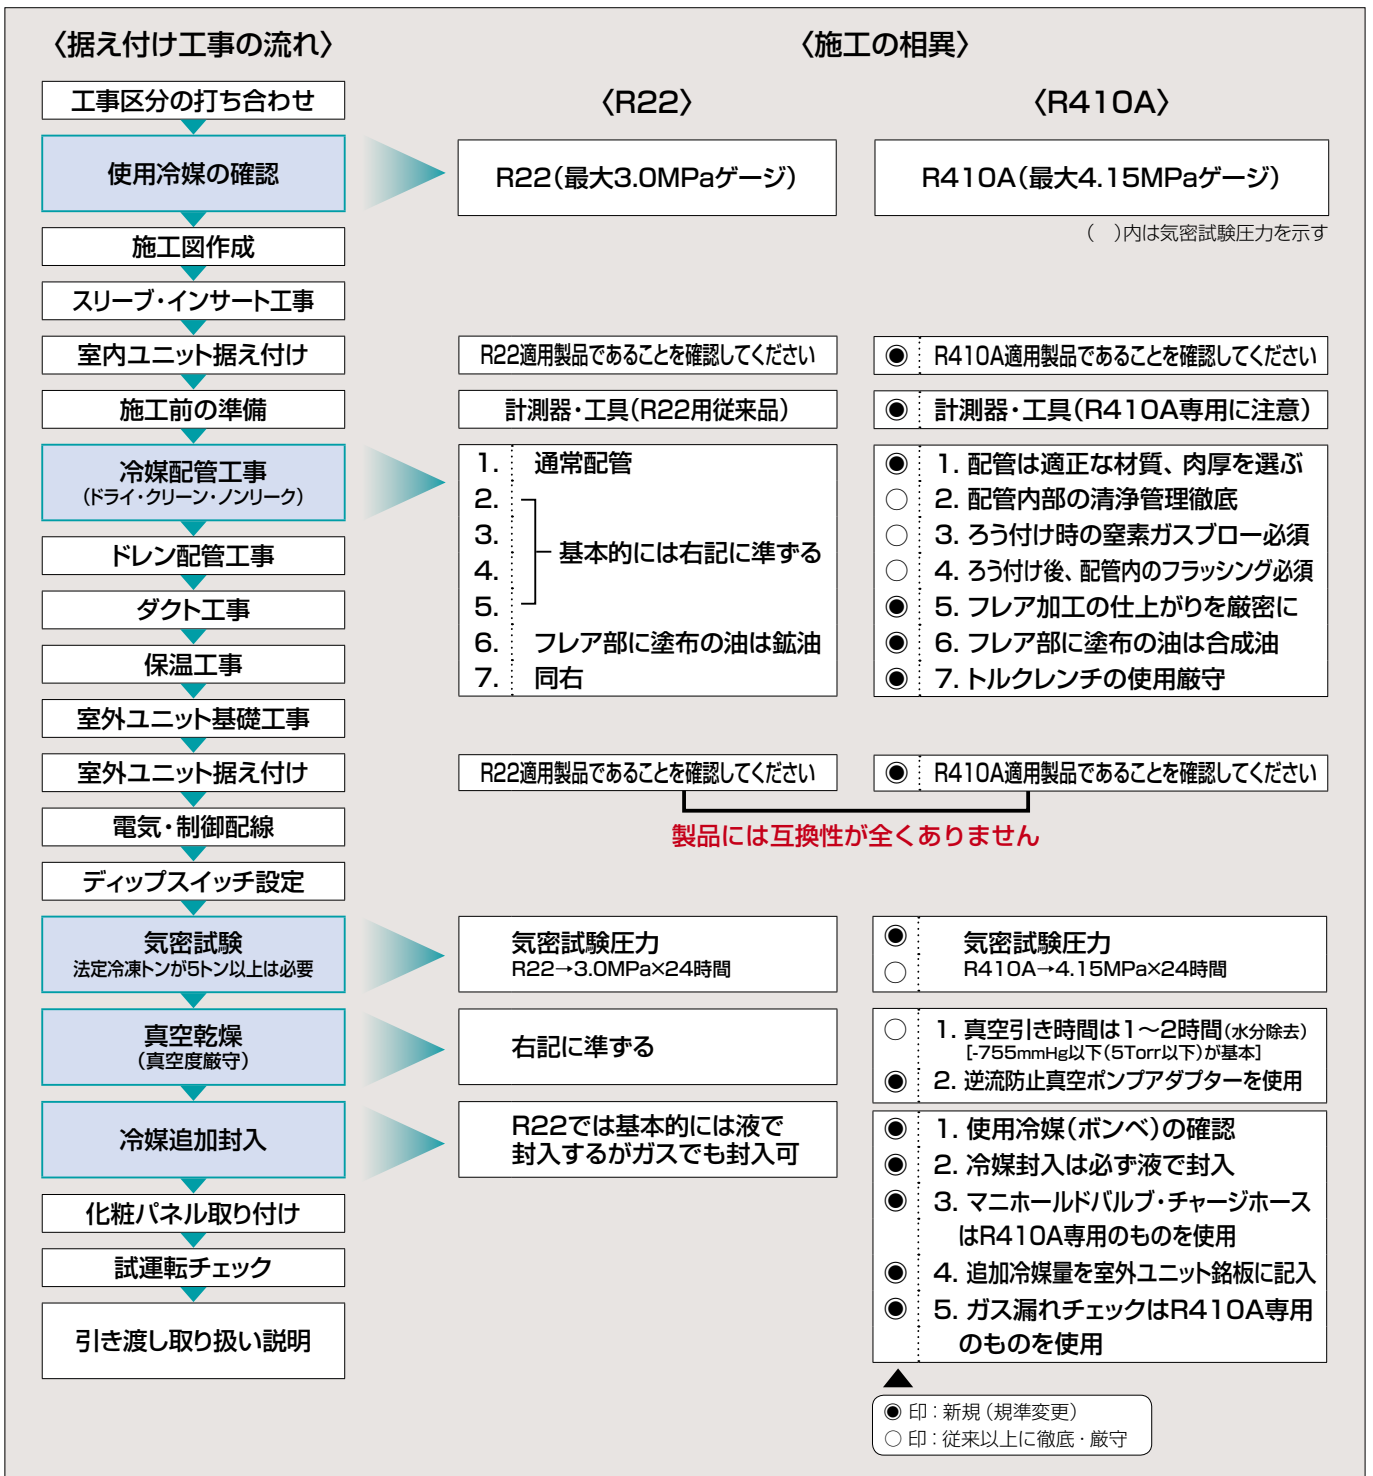 〈据え付け工事の流れ〉
〈施工の相異〉
工事区分の打ち合わせ
〈R22〉
〈R410A〉
使用冷媒の確認
R22（最大3.0MPaゲージ）
R410A（最大4.15MPaゲージ）
（　）内は気密試験圧力を示す
施工図作成
スリーブ・インサート工事
室内ユニット据え付け
R22適用製品であることを確認してください
◉ R410A適用製品であることを確認してください
施工前の準備
計測器・工具（R22用従来品）
◉ 計測器・工具（R410A専用に注意）
冷媒配管工事
（ドライ・クリーン・ノンリーク）
1. 通常配管
2.
3.
4.
5.
基本的には右記に準ずる
6. フレア部に塗布の油は鉱油
7. 同右
◉ 1. 配管は適正な材質、肉厚を選ぶ
○ 2. 配管内部の清浄管理徹底
○ 3. ろう付け時の窒素ガスブロー必須
○ 4. ろう付け後、配管内のフラッシング必須
◉ 5. フレア加工の仕上がりを厳密に
◉ 6. フレア部に塗布の油は合成油
◉ 7. トルクレンチの使用厳守
ドレン配管工事
ダクト工事
保温工事
室外ユニット基礎工事
室外ユニット据え付け
R22適用製品であることを確認してください
◉ R410A適用製品であることを確認してください
製品には互換性が全くありません
電気・制御配線
ディップスイッチ設定
気密試験
法定冷凍トンが5トン以上は必要
気密試験圧力
R22→3.0MPa×24時間
◉ 気密試験圧力
○ R410A→4.15MPa×24時間
真空乾燥
（真空度厳守）
右記に準ずる
○ 1. 真空引き時間は1～2時間（水分除去）
[-755mmHg以下（5Torr以下）が基本]
◉ 2. 逆流防止真空ポンプアダプターを使用
冷媒追加封入
R22では基本的には液で
封入するがガスでも封入可
◉ 1. 使用冷媒（ボンベ）の確認
◉ 2. 冷媒封入は必ず液で封入
◉ 3. マニホールドバルブ・チャージホース
はR410A専用のものを使用
◉ 4. 追加冷媒量を室外ユニット銘板に記入
◉ 5. ガス漏れチェックはR410A専用
のものを使用
化粧パネル取り付け
試運転チェック
引き渡し取り扱い説明
◉ 印：新規（規準変更）
○ 印：従来以上に徹底・厳守